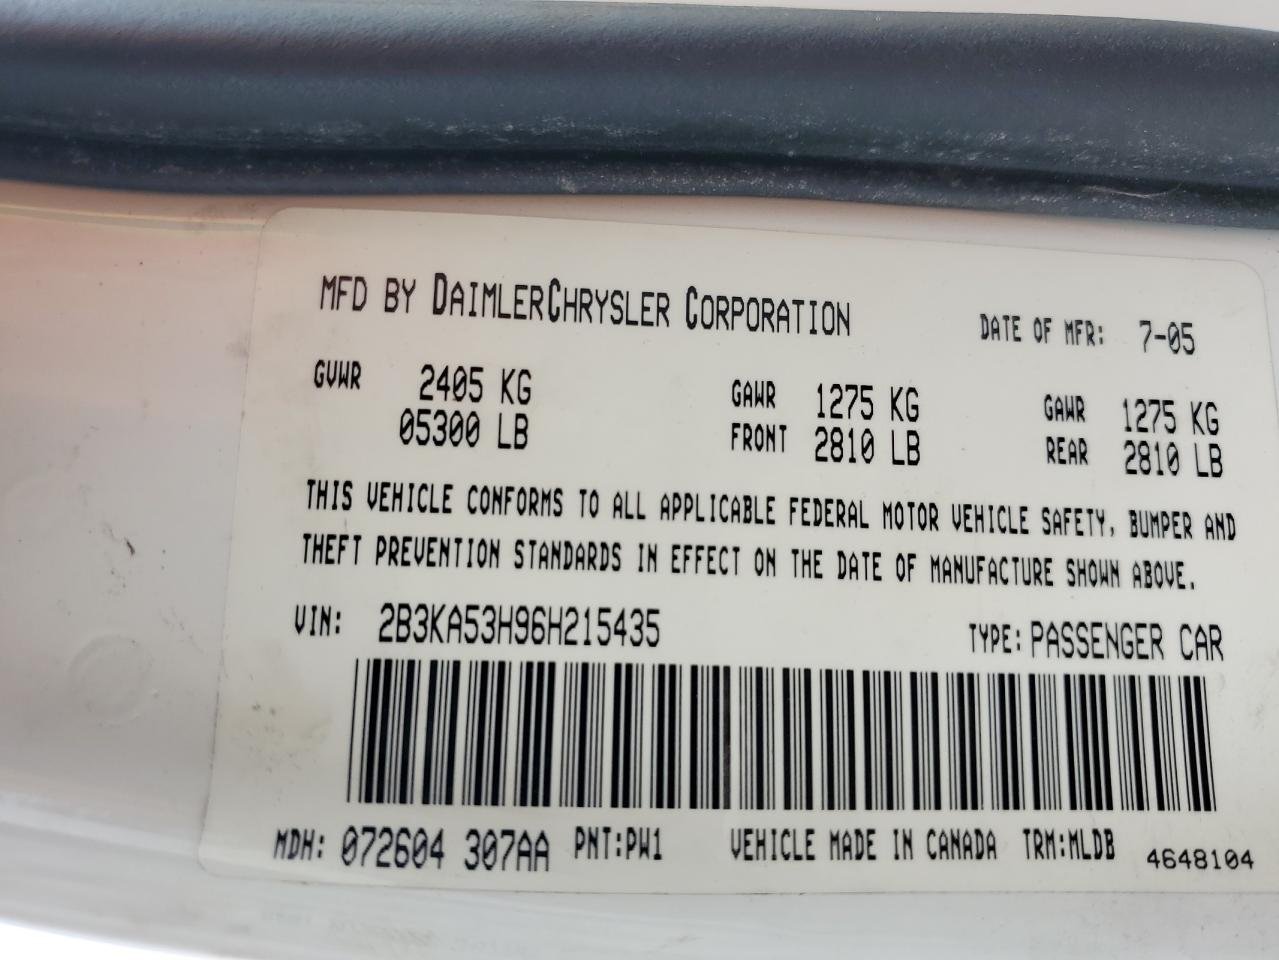 MFD BY DAIMLERCHRYSLER CORPORATION DATE OF MFR: 7-05
GVWR 2405 KG GAWR 1275 KG GAWR 1275 KG
05300 LB FRONT 2810 LB REAR 2810 LB
THIS VEHICLE CONFORMS TO ALL APPLICABLE FEDERAL MOTOR VEHICLE SAFETY, BUMPER AND
THEFT PREVENTION STANDARDS IN EFFECT ON THE DATE OF MANUFACTURE SHOWN ABOVE.
VIN: 2B3KA53H96H215435 TYPE: PASSENGER CAR
MDH: 072604 307AA PNT:PW1 VEHICLE MADE IN CANADA TRM:MLDB 4648104